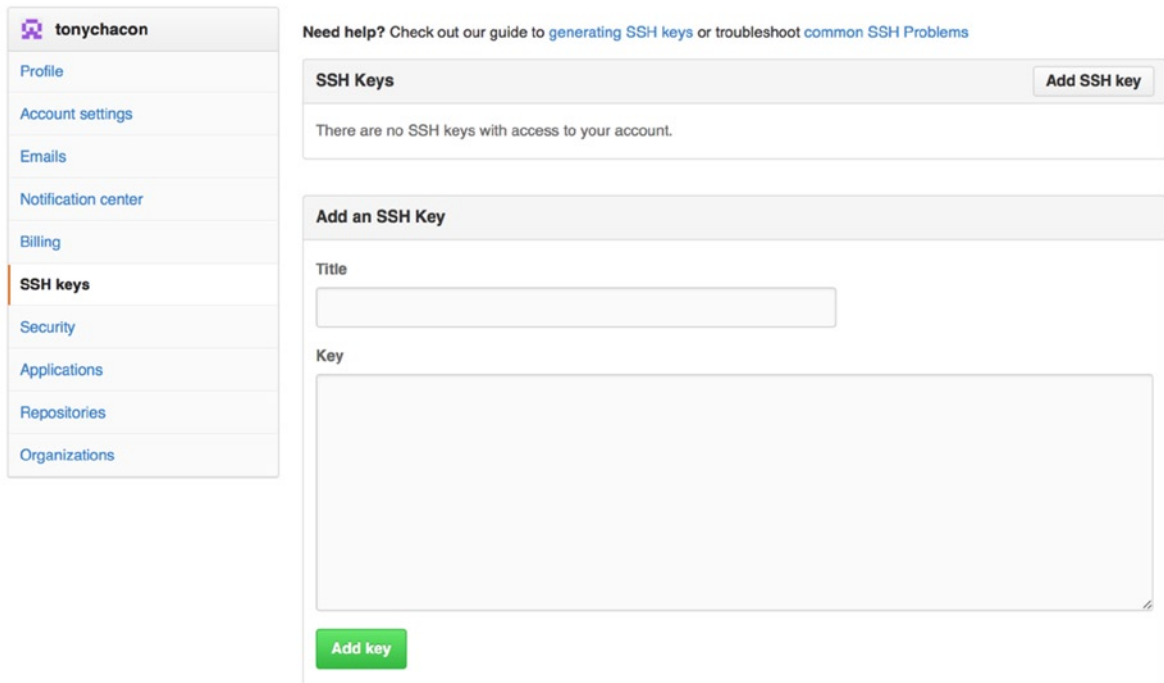 tonychacon
Profile
Account settings
Emails
Notification center
Billing
SSH keys
Security
Applications
Repositories
Organizations
Need help? Check out our guide to generating SSH keys or troubleshoot common SSH Problems
SSH Keys
Add SSH key
There are no SSH keys with access to your account.
Add an SSH Key
Title
Key
Add key